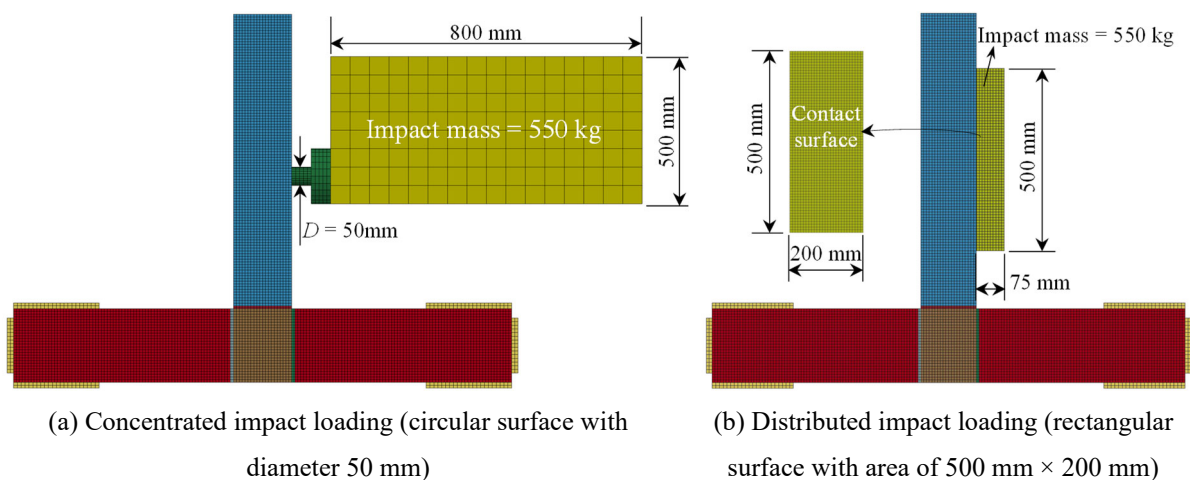 800 mm
Impact mass = 550 kg
500 mm
D = 50mm
Impact mass = 550 kg
500 mm
Contact
surface
500 mm
200 mm
75 mm
(a) Concentrated impact loading (circular surface with
diameter 50 mm)
(b) Distributed impact loading (rectangular
surface with area of 500 mm × 200 mm)